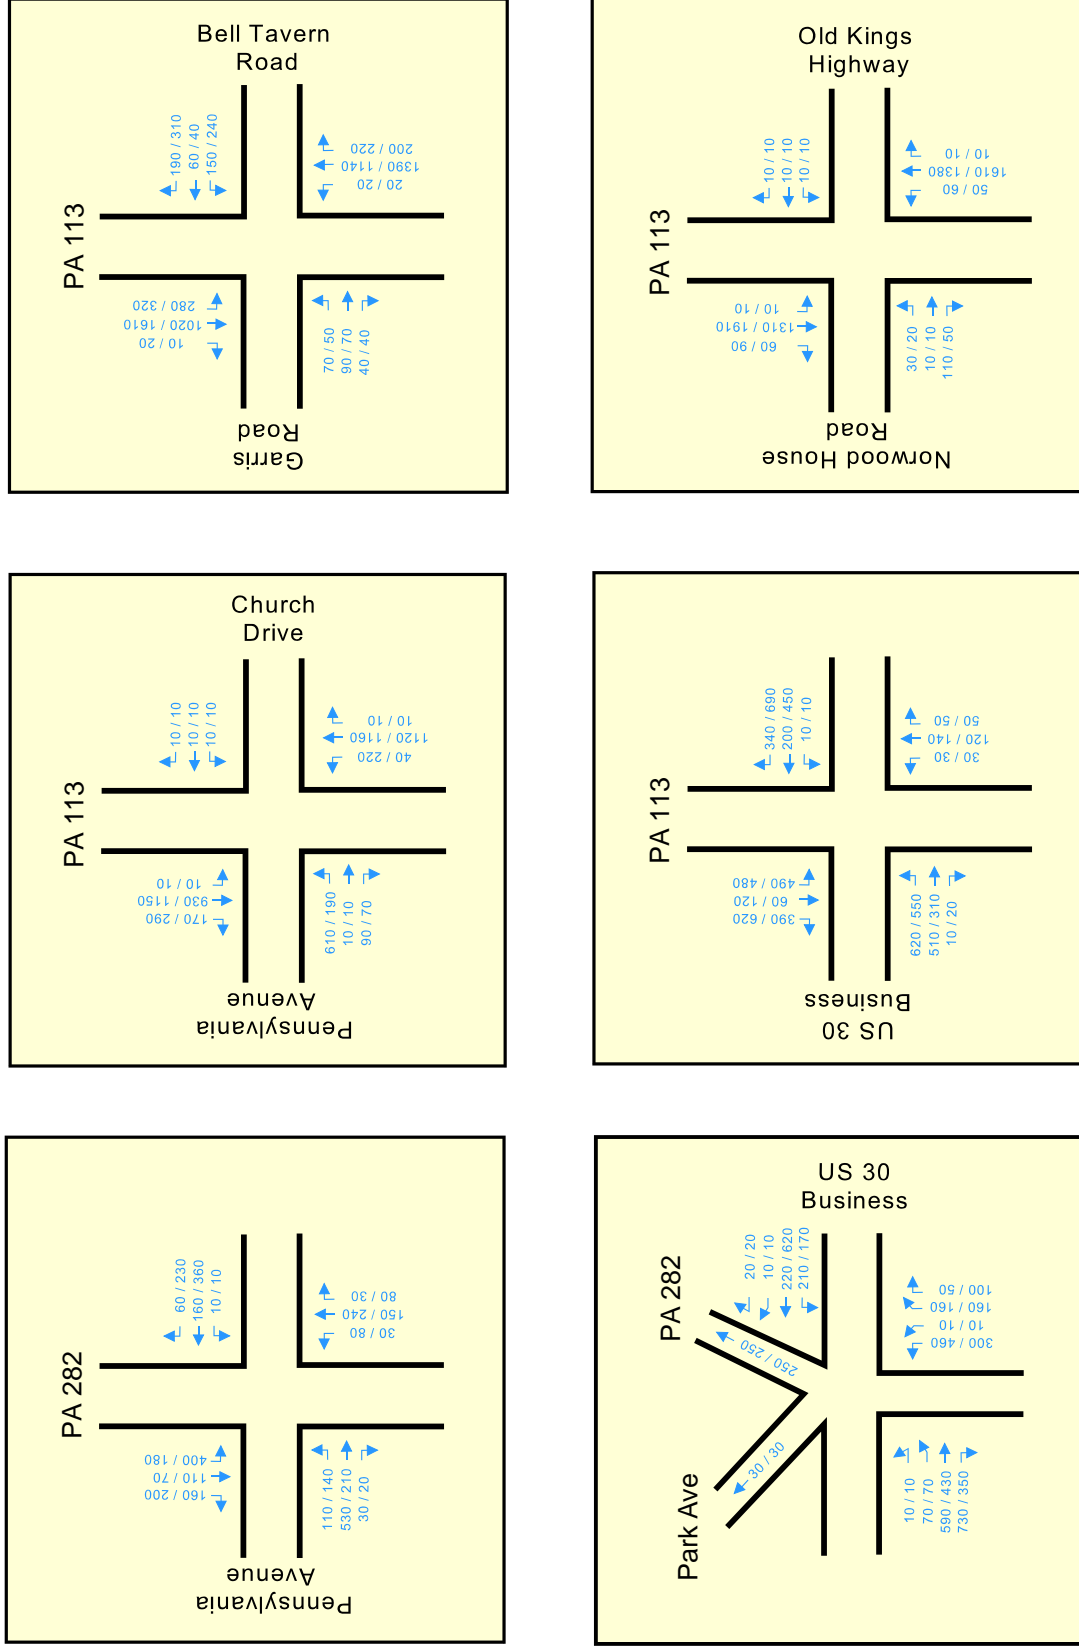 Bell Tavern
Road
190 / 310
60 / 40
150 / 240
200 / 220
1390 / 1140
20 / 20
PA 113
280 / 320
1020 / 1610
10 / 20
70 / 50
90 / 70
40 / 40
Garris
Road
Old Kings
Highway
10 / 10
10 / 10
10 / 10
10 / 10
1610 / 1380
50 / 60
PA 113
10 / 10
1310 / 1910
60 / 90
30 / 20
10 / 10
110 / 50
Norwood House
Road
Church
Drive
10 / 10
10 / 10
10 / 10
10 / 10
1120 / 1160
40 / 220
PA 113
10 / 10
930 / 1150
170 / 290
610 / 190
10 / 10
90 / 70
Pennsylvania
Avenue
340 / 690
200 / 450
10 / 10
50 / 50
120 / 140
30 / 30
PA 113
490 / 480
60 / 120
390 / 620
620 / 550
510 / 310
10 / 20
US 30
Business
60 / 230
160 / 360
10 / 10
80 / 30
150 / 240
30 / 80
PA 282
400 / 180
110 / 70
160 / 200
110 / 140
530 / 210
30 / 20
Pennsylvania
Avenue
US 30
Business
20 / 20
10 / 10
220 / 620
210 / 170
100 / 50
160 / 160
10 / 10
300 / 460
PA 282
250 / 250
30 / 30
Park Ave
10 / 10
70 / 70
590 / 430
730 / 350